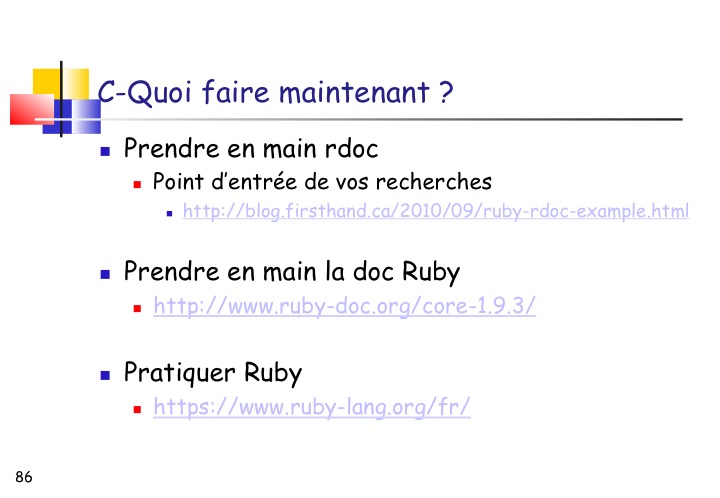 C-Quoi faire maintenant ?
Prendre en main rdoc
Point d’entrée de vos recherches
http://blog.firsthand.ca/2010/09/ruby-rdoc-example.html
Prendre en main la doc Ruby
http://www.ruby-doc.org/core-1.9.3/
Pratiquer Ruby
https://www.ruby-lang.org/fr/
86